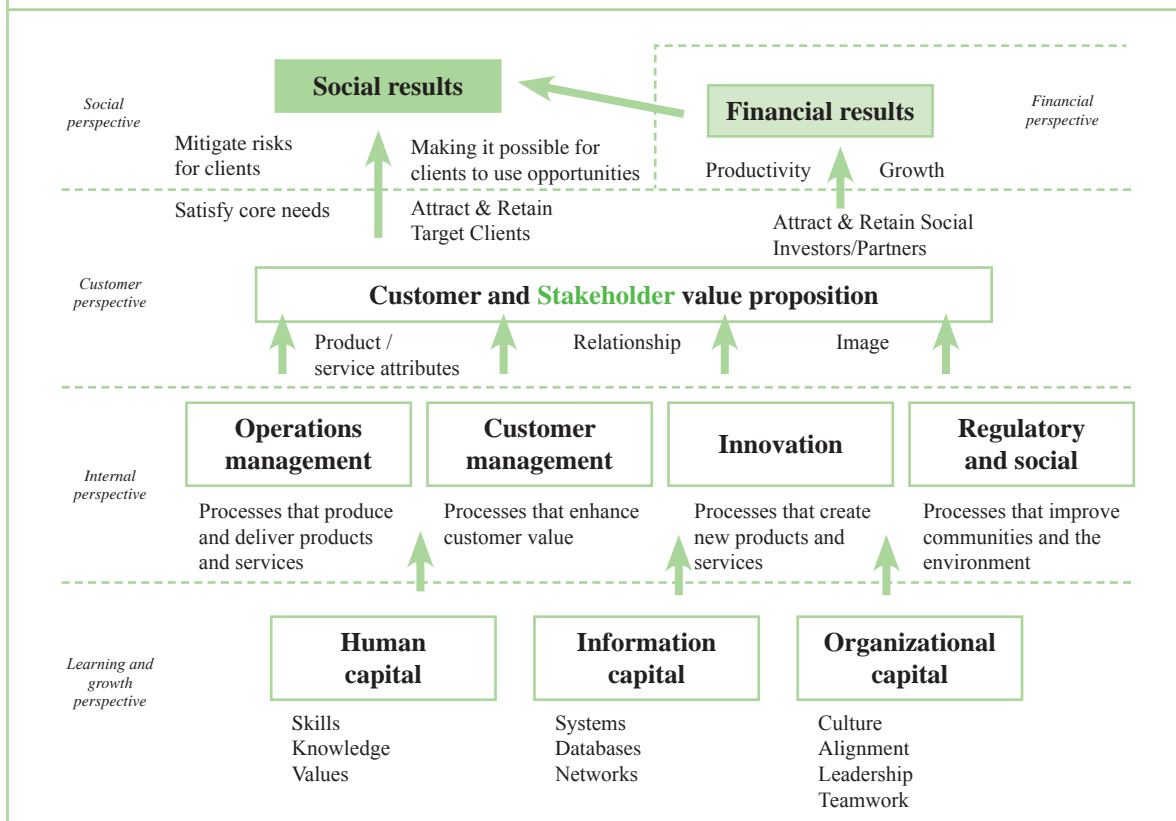 Social results
Financial results
Social
perspective
Financial
perspective
Mitigate risks
for clients
Making it possible for
clients to use opportunities
Productivity
Growth
Satisfy core needs
Attract & Retain
Target Clients
Attract & Retain Social
Investors/Partners
Customer
perspective
Customer and Stakeholder value proposition
Product /
service attributes
Relationship
Image
Operations
management
Customer
management
Innovation
Regulatory
and social
Internal
perspective
Processes that produce
and deliver products
and services
Processes that enhance
customer value
Processes that create
new products and
services
Processes that improve
communities and the
environment
Learning and
growth
perspective
Human
capital
Information
capital
Organizational
capital
Skills
Knowledge
Values
Systems
Databases
Networks
Culture
Alignment
Leadership
Teamwork